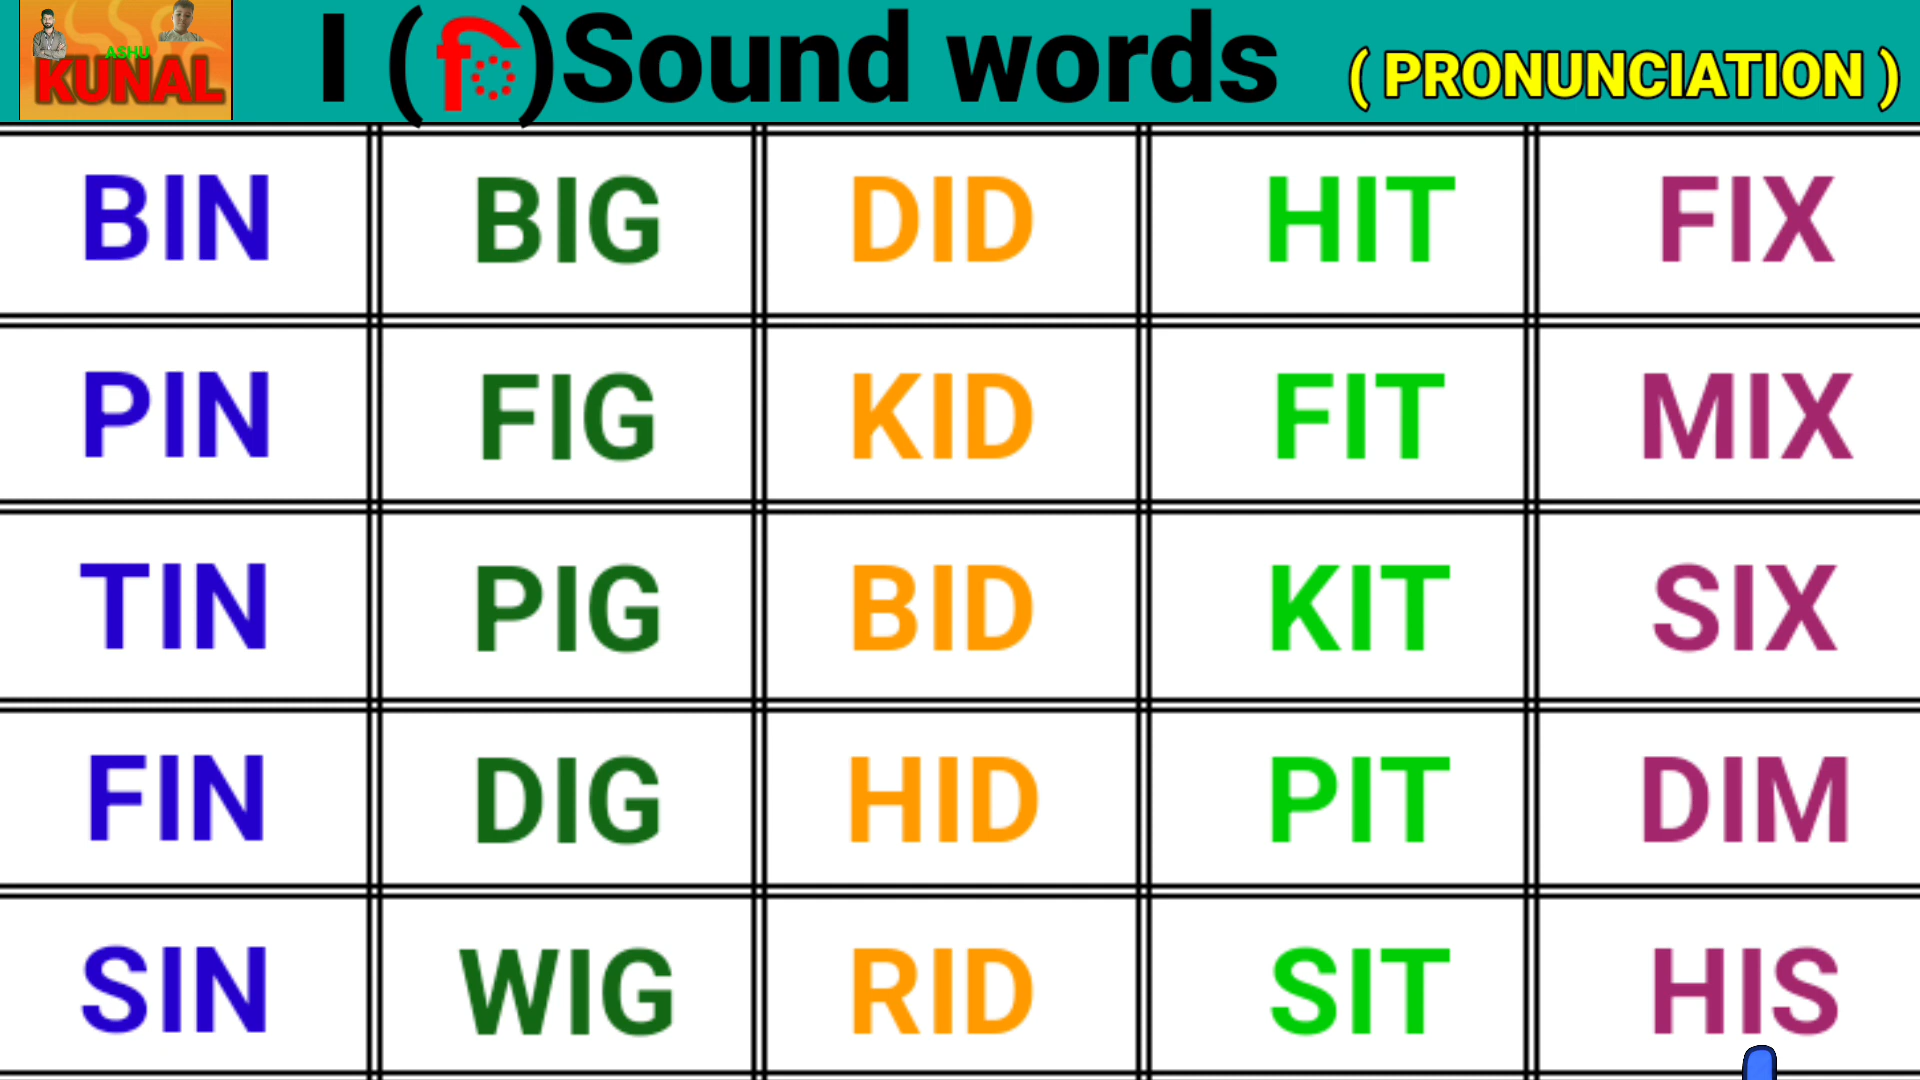 ASHU
KUNAL
I (ि)Sound words ( PRONUNCIATION )
BIN BIG DID HIT FIX
PIN FIG KID FIT MIX
TIN PIG BID KIT SIX
FIN DIG HID PIT DIM
SIN WIG RID SIT HIS